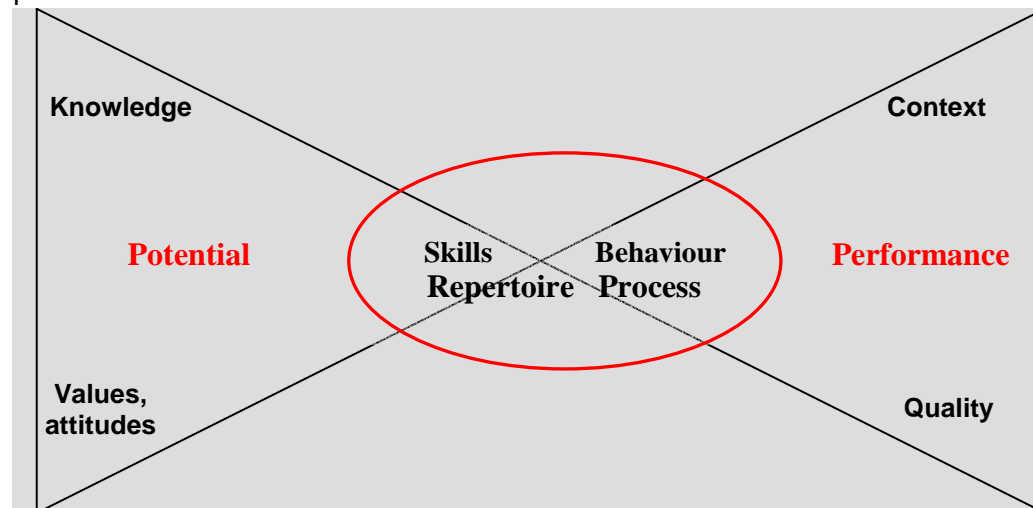 Knowledge
Context
Potential
Skills Behaviour
Performance
Repertoire Process
Values,
attitudes
Quality